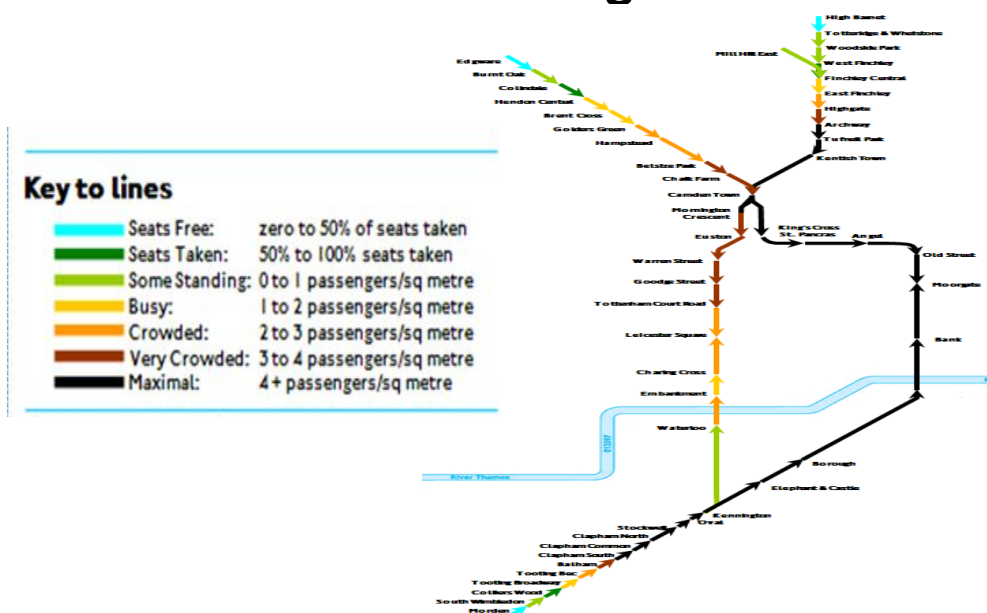 Key to lines
Seats Free: zero to 50% of seats taken
Seats Taken: 50% to 100% seats taken
Some Standing: 0 to 1 passengers/sq metre
Busy: 1 to 2 passengers/sq metre
Crowded: 2 to 3 passengers/sq metre
Very Crowded: 3 to 4 passengers/sq metre
Maximal: 4+ passengers/sq metre
High Barnet
Totteridge & Whetstone
Woodside Park
Mill Hill East
West Finchley
Finchley Central
East Finchley
Highgate
Archway
Tufnell Park
Kentish Town
Edgware
Burnt Oak
Colindale
Hendon Central
Brent Cross
Golders Green
Hampstead
Belsize Park
Chalk Farm
Camden Town
Mornington
Crescent
Euston
King's Cross
St. Pancras
Angel
Old Street
Moorgate
Bank
Warren Street
Goodge Street
Tottenham Court Road
Leicester Square
Charing Cross
Embankment
Waterloo
River Thames
Borough
Elephant & Castle
Kennington
Oval
Stockwell
Clapham North
Clapham Common
Clapham South
Balham
Tooting Bec
Tooting Broadway
Colliers Wood
South Wimbledon
Morden